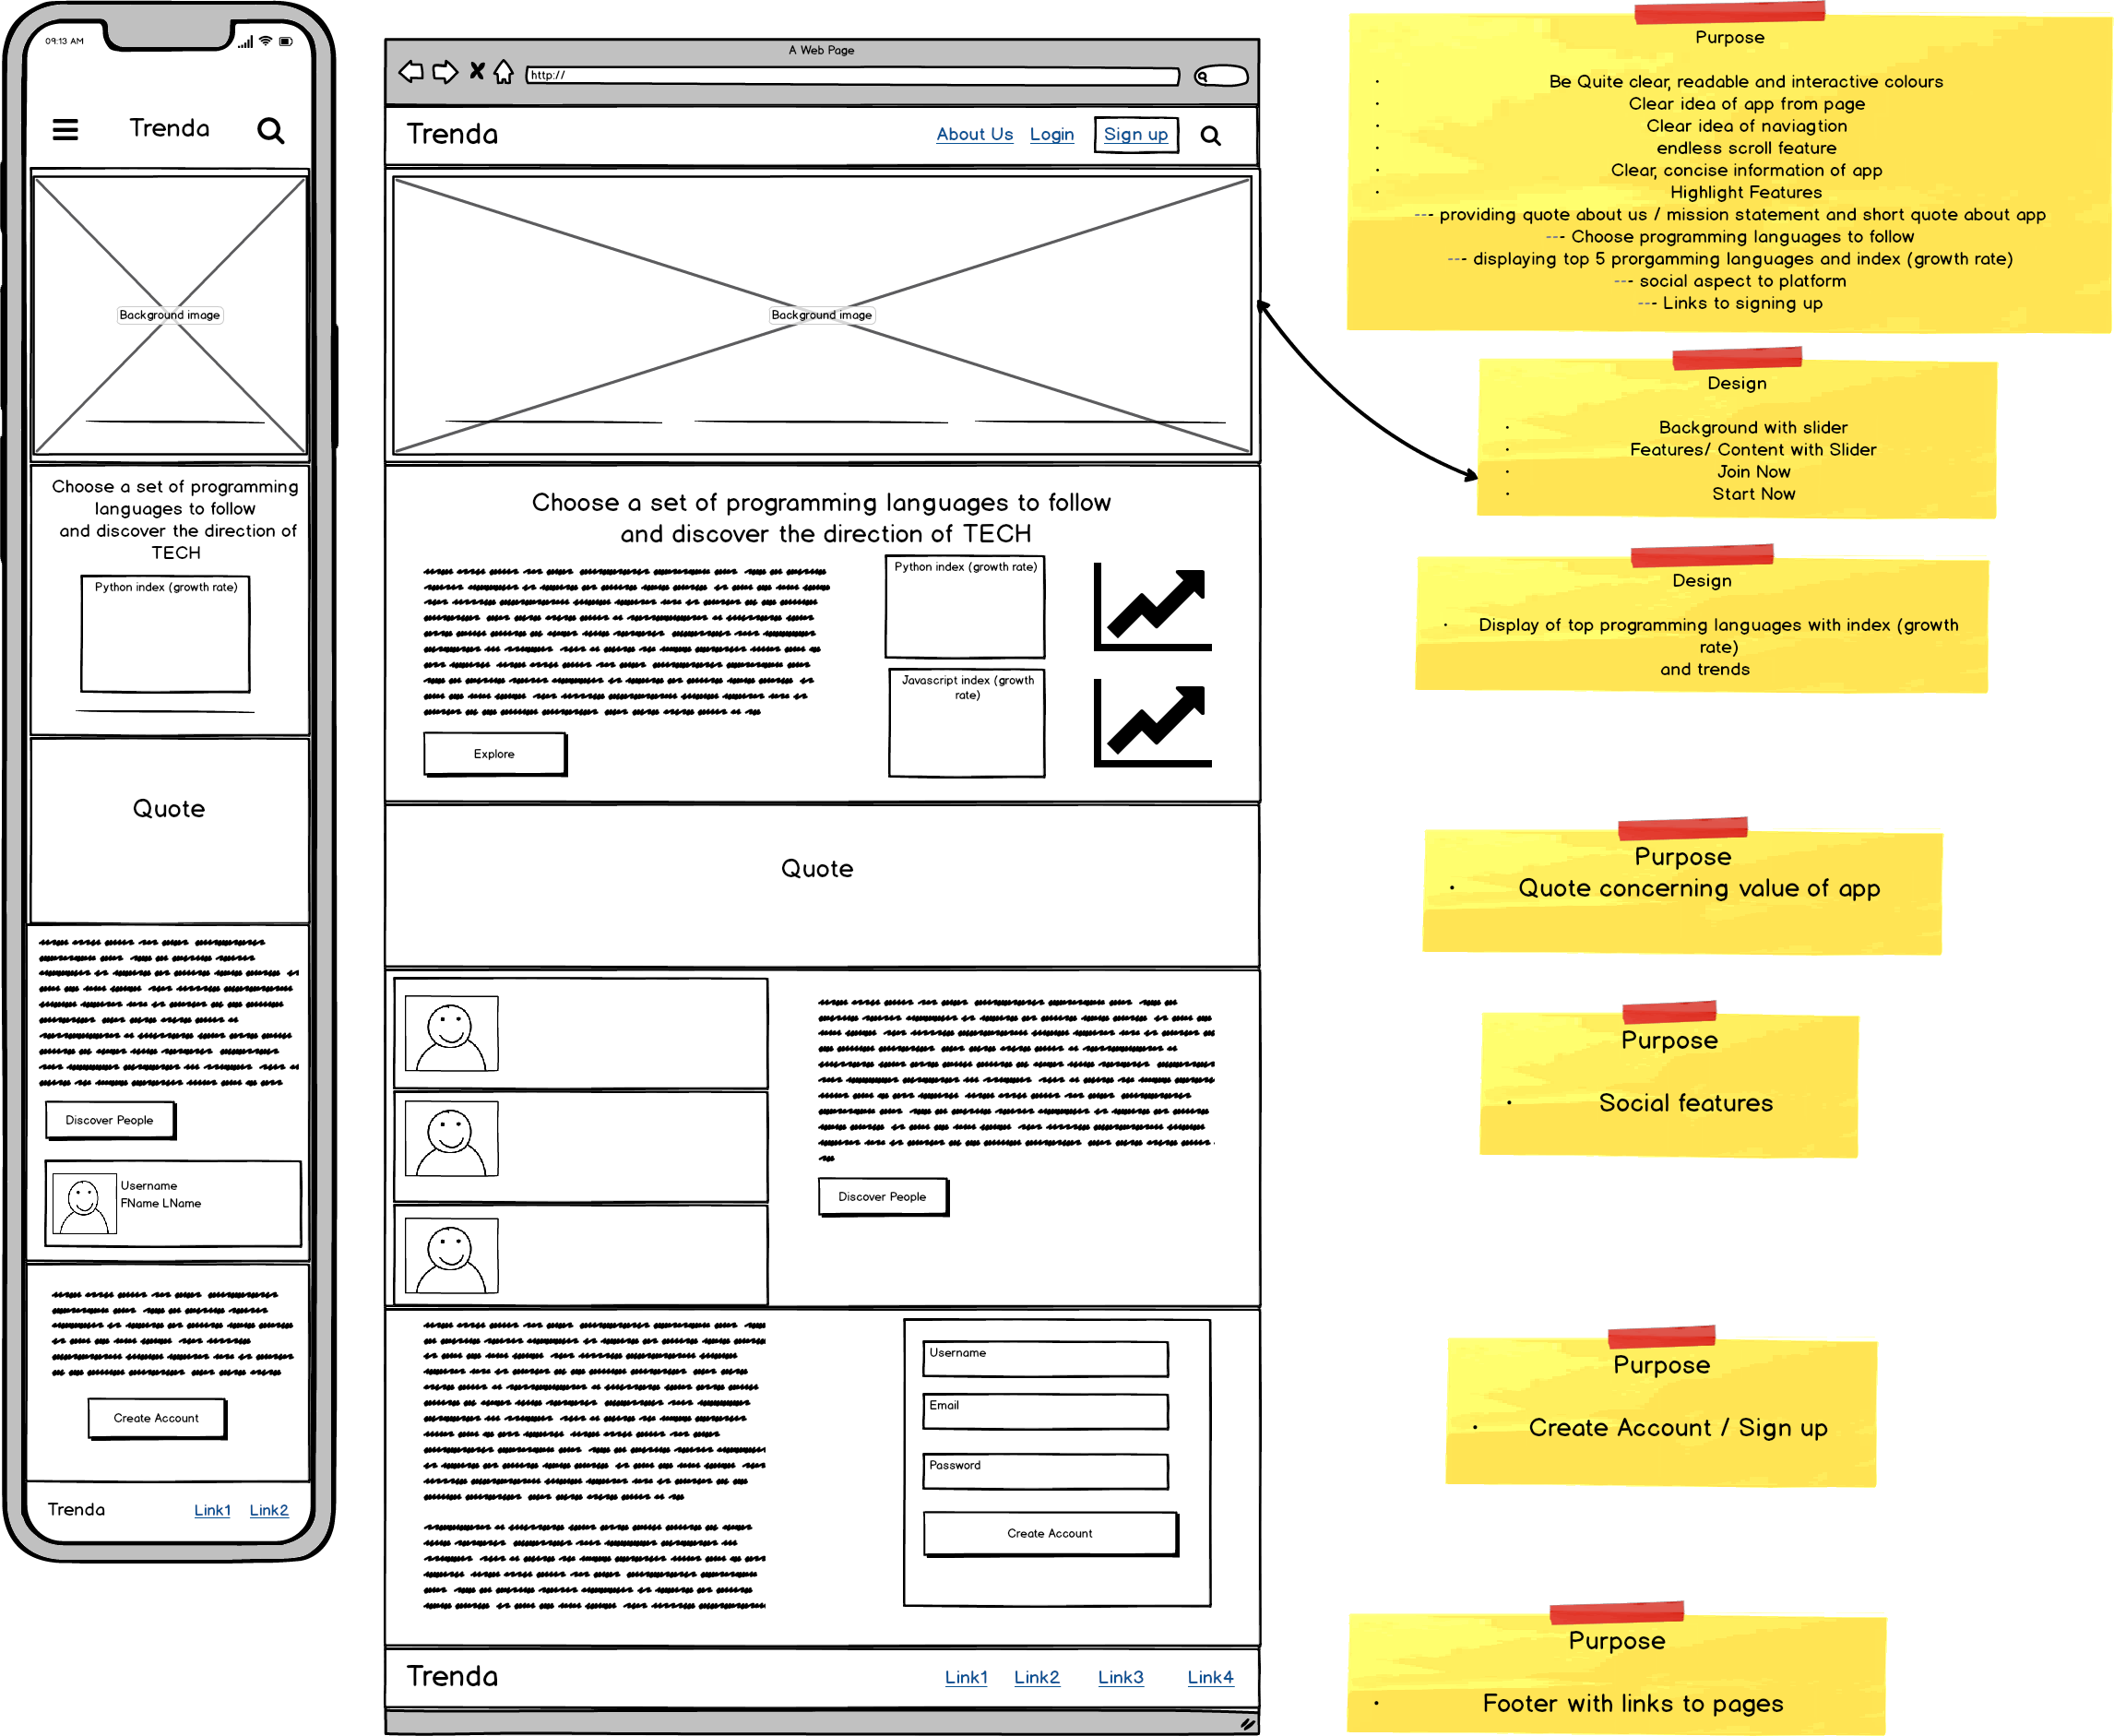 09:13 AM
Trenda
Background image
Choose a set of programming
languages to follow
and discover the direction of
TECH
Python index (growth rate)
Quote
Discover People
Username
FName LName
Create Account
Trenda
Link1
Link2
A Web Page
http://
Trenda
About Us
Login
Sign up
Background image
Choose a set of programming languages to follow
and discover the direction of TECH
Python index (growth rate)
Javascript index (growth
rate)
Explore
Quote
Discover People
Username
Email
Password
Create Account
Trenda
Link1
Link2
Link3
Link4
Purpose
· Be Quite clear, readable and interactive colours
· Clear idea of app from page
· Clear idea of naviagtion
· endless scroll feature
· Clear, concise information of app
· Highlight Features
--- providing quote about us / mission statement and short quote about app
--- Choose programming languages to follow
--- displaying top 5 prorgamming languages and index (growth rate)
--- social aspect to platform
--- Links to signing up
Design
· Background with slider
· Features/ Content with Slider
· Join Now
· Start Now
Design
· Display of top programming languages with index (growth
rate)
and trends
Purpose
· Quote concerning value of app
Purpose
· Social features
Purpose
· Create Account / Sign up
Purpose
· Footer with links to pages